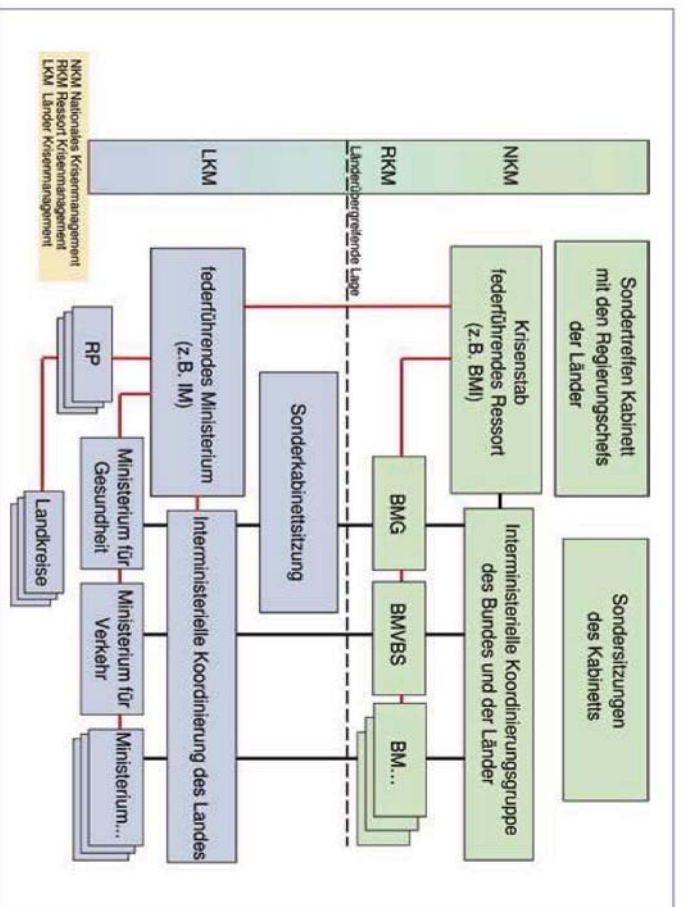 Sondertreffen Kabinett
mit den Regierungschefs
der Länder
Sondersitzungen
des Kabinetts
NKM
Krisenstab
federführendes Ressort
(z.B. BMI)
Interministerielle Koordinierungsgruppe
des Bundes und der Länder
RKM
BMG
BMVBS
BM...
Länderübergreifende Lage
Sonderkabinettsitzung
LKM
federführendes Ministerium
(z.B. IM)
Interministerielle Koordinierung des Landes
RP
Ministerium für
Gesundheit
Ministerium für
Verkehr
Ministerium...
Landkreise
NKM Nationales Krisenmanagement
RKM Ressort Krisenmanagement
LKM Länder Krisenmanagement